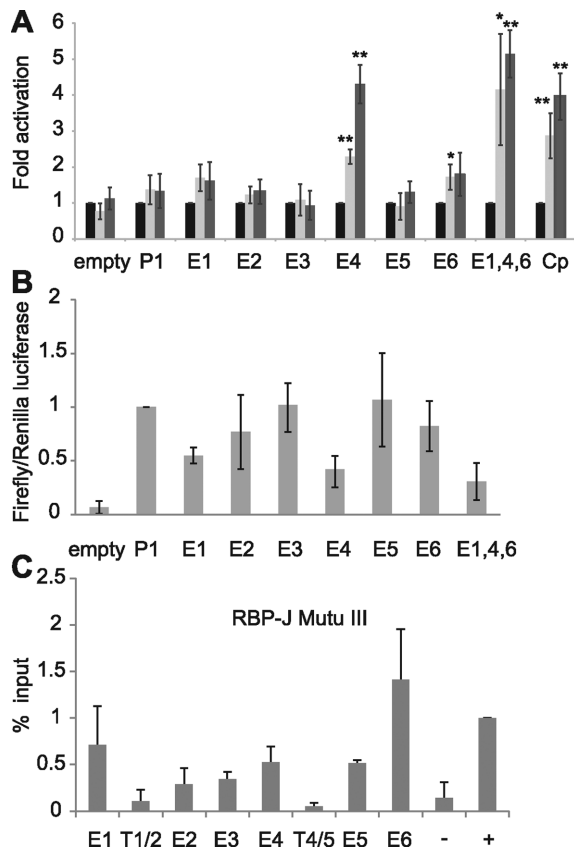 A
Fold activation
6
5
4
3
2
1
0
** ** * * ** ** **
empty P1 E1 E2 E3 E4 E5 E6 E1,4,6 Cp
B
Firefly/Renilla luciferase
2
1.5
1
0.5
0
empty P1 E1 E2 E3 E4 E5 E6 E1,4,6
C
RBP-J Mutu III
% input
2.5
2
1.5
1
0.5
0
E1 T1/2 E2 E3 E4 T4/5 E5 E6 - +